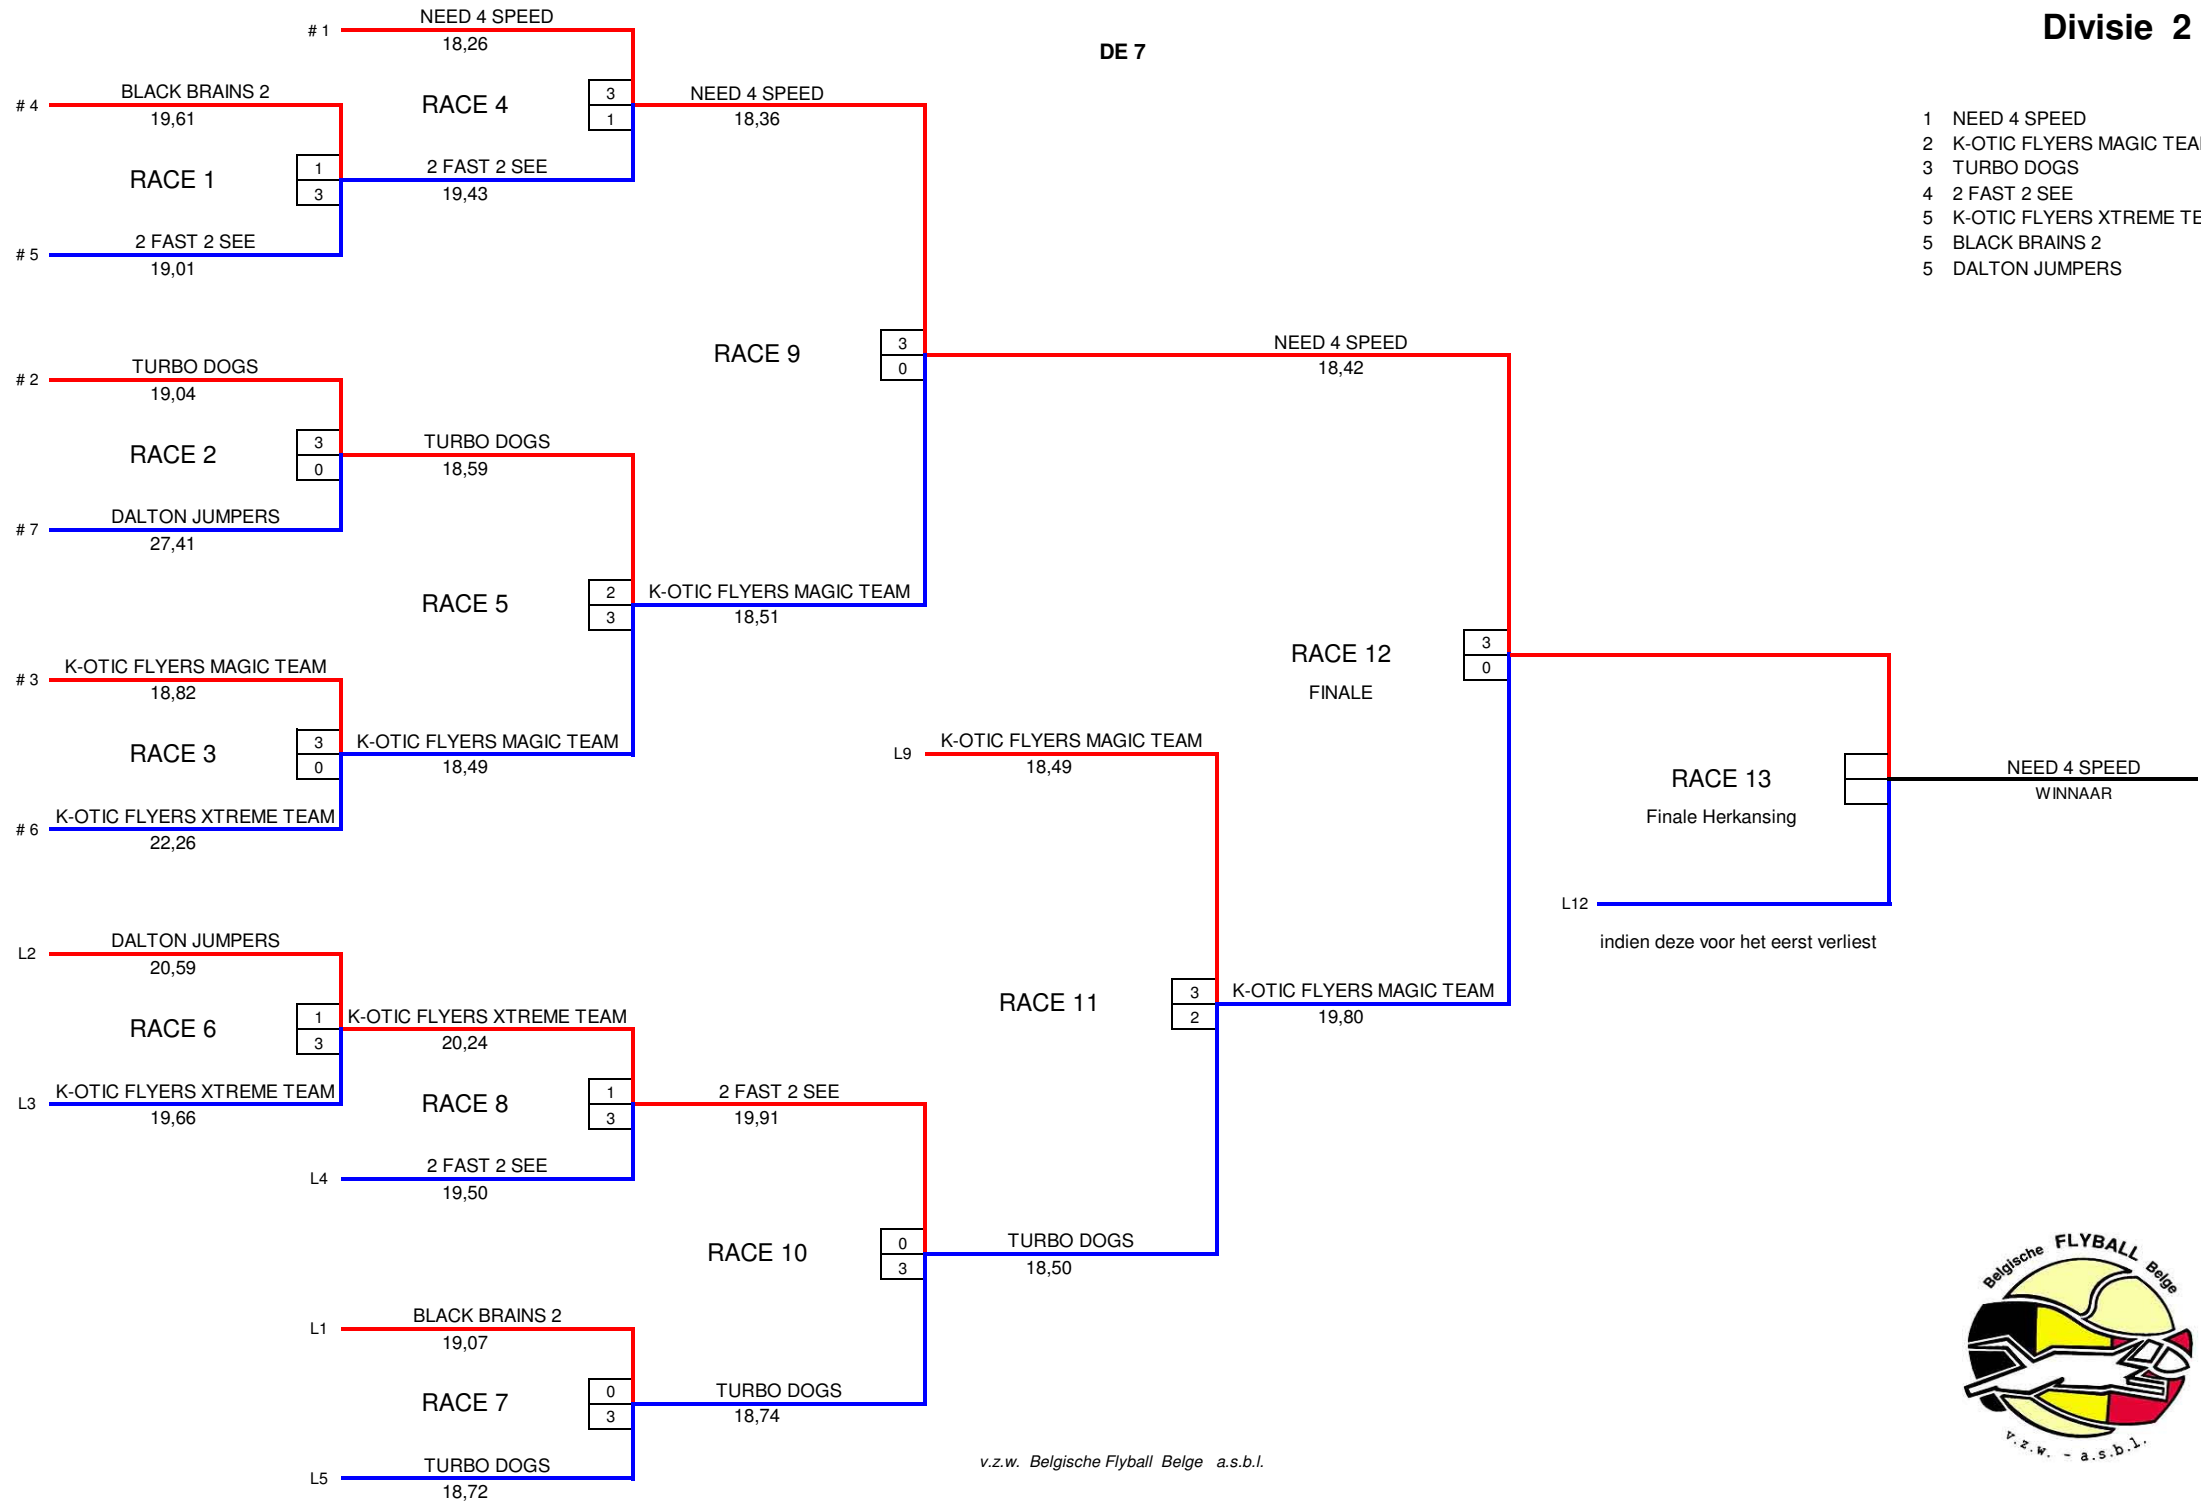 Divisie 2
DE 7
1 NEED 4 SPEED
2 K-OTIC FLYERS MAGIC TEA
3 TURBO DOGS
4 2 FAST 2 SEE
5 K-OTIC FLYERS XTREME TE
5 BLACK BRAINS 2
5 DALTON JUMPERS
# 1 NEED 4 SPEED
18,26
RACE 4
3
1
# 4 BLACK BRAINS 2
19,61
RACE 1
1
3
# 5 2 FAST 2 SEE
19,01
2 FAST 2 SEE
19,43
NEED 4 SPEED
18,36
# 2 TURBO DOGS
19,04
RACE 2
3
0
# 7 DALTON JUMPERS
27,41
TURBO DOGS
18,59
RACE 5
2
3
# 3 K-OTIC FLYERS MAGIC TEAM
18,82
RACE 3
3
0
# 6 K-OTIC FLYERS XTREME TEAM
22,26
K-OTIC FLYERS MAGIC TEAM
18,49
K-OTIC FLYERS MAGIC TEAM
18,51
RACE 9
3
0
NEED 4 SPEED
18,42
RACE 12
FINALE
3
0
L2 DALTON JUMPERS
20,59
RACE 6
1
3
L3 K-OTIC FLYERS XTREME TEAM
19,66
K-OTIC FLYERS XTREME TEAM
20,24
RACE 8
1
3
L4 2 FAST 2 SEE
19,50
2 FAST 2 SEE
19,91
RACE 10
0
3
L1 BLACK BRAINS 2
19,07
RACE 7
0
3
L5 TURBO DOGS
18,72
TURBO DOGS
18,74
L9 K-OTIC FLYERS MAGIC TEAM
18,49
RACE 11
3
2
TURBO DOGS
18,50
K-OTIC FLYERS MAGIC TEAM
19,80
RACE 13
Finale Herkansing
L12
indien deze voor het eerst verliest
NEED 4 SPEED
WINNAAR
v.z.w. Belgische Flyball Belge a.s.b.l.
Belgische FLYBALL Belge
v.z.w. - a.s.b.l.